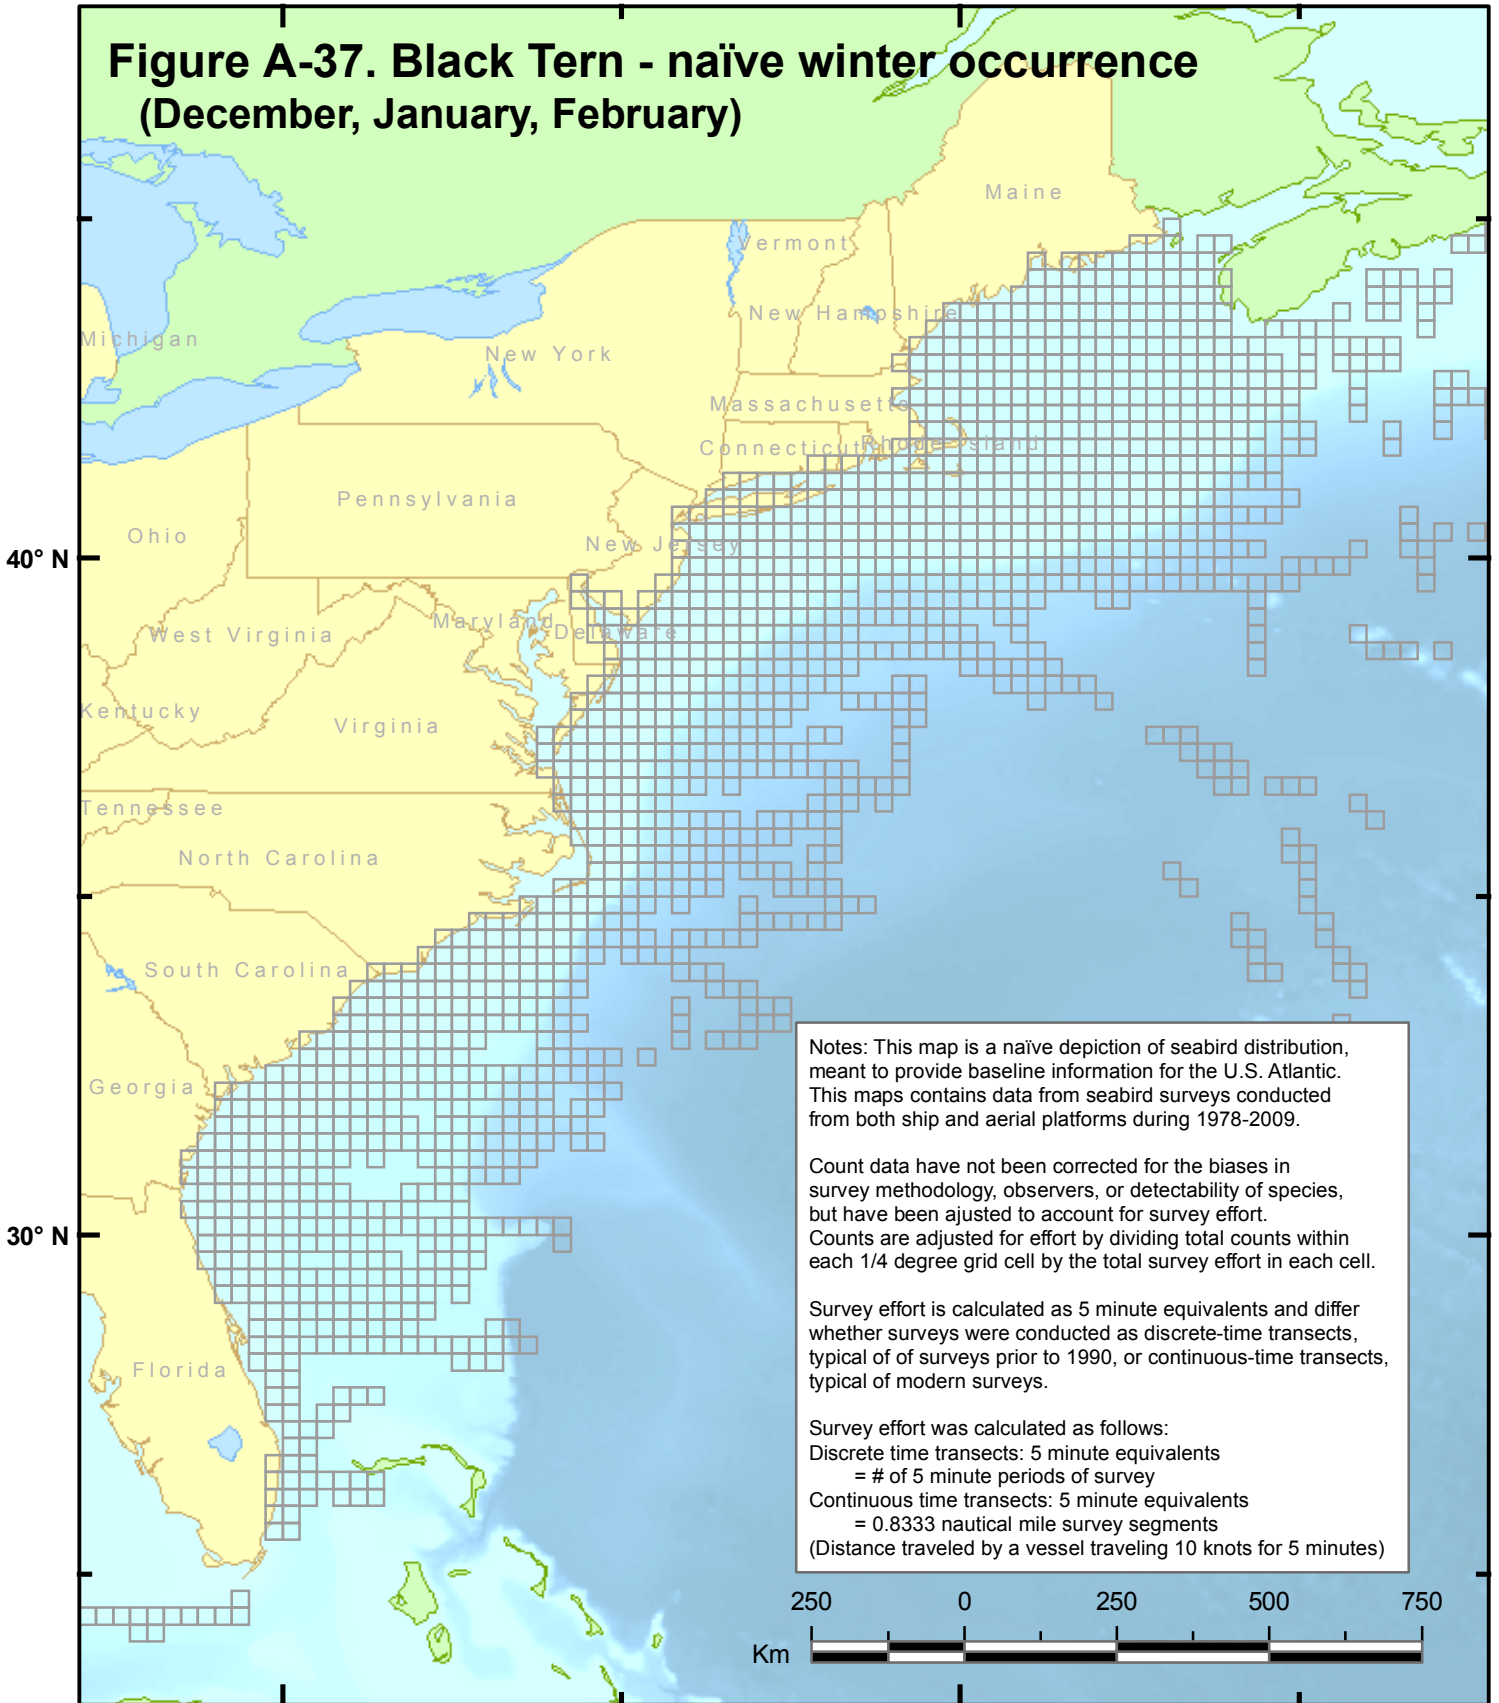 Figure A-37. Black Tern - naïve winter occurrence
(December, January, February)
Maine
Vermont
New Hampshire
Michigan
New York
Massachusetts
Connecticut
Rhode Island
Pennsylvania
Ohio
New Jersey
40° N
West Virginia
Maryland
Delaware
Kentucky
Virginia
Tennessee
North Carolina
South Carolina
Georgia
30° N
Florida
Notes: This map is a naïve depiction of seabird distribution,
meant to provide baseline information for the U.S. Atlantic.
This maps contains data from seabird surveys conducted
from both ship and aerial platforms during 1978-2009.
Count data have not been corrected for the biases in
survey methodology, observers, or detectability of species,
but have been ajusted to account for survey effort.
Counts are adjusted for effort by dividing total counts within
each 1/4 degree grid cell by the total survey effort in each cell.
Survey effort is calculated as 5 minute equivalents and differ
whether surveys were conducted as discrete-time transects,
typical of of surveys prior to 1990, or continuous-time transects,
typical of modern surveys.
Survey effort was calculated as follows:
Discrete time transects: 5 minute equivalents
= # of 5 minute periods of survey
Continuous time transects: 5 minute equivalents
= 0.8333 nautical mile survey segments
(Distance traveled by a vessel traveling 10 knots for 5 minutes)
250 0 250 500 750
Km